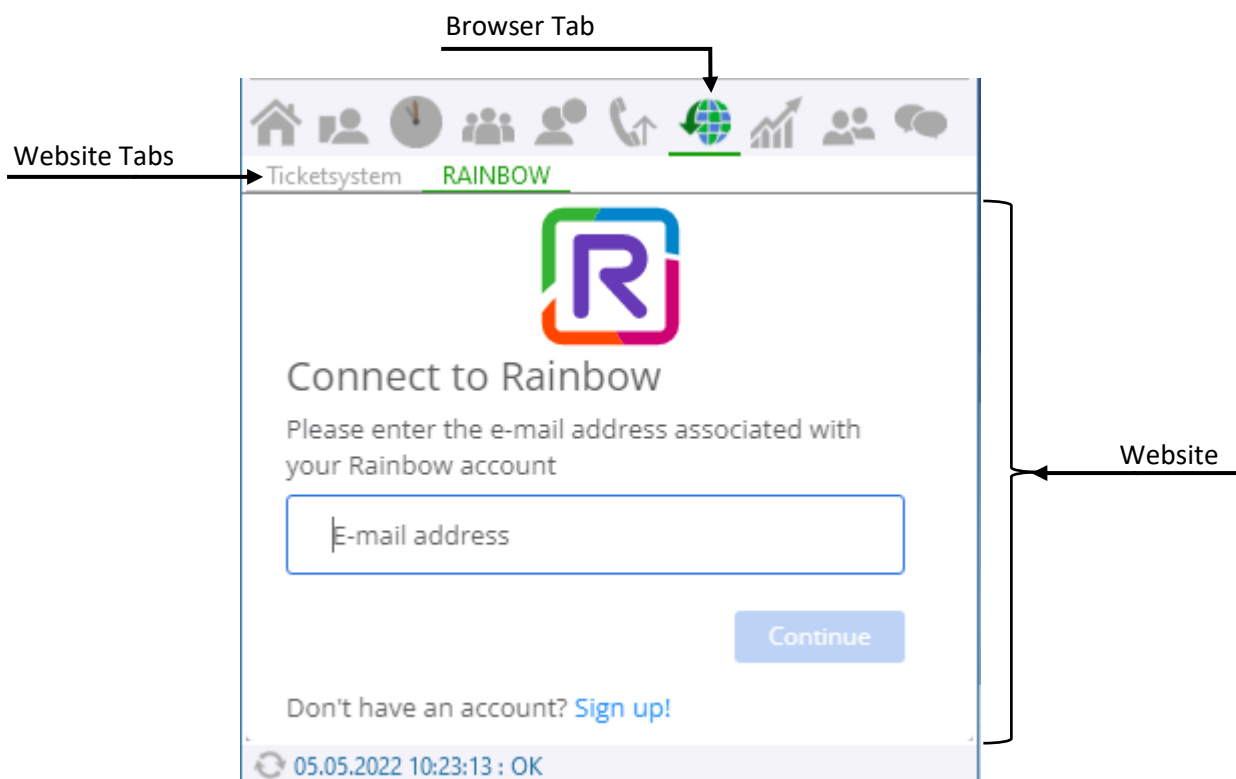 Browser Tab
Website Tabs
Ticketsystem RAINBOW
R
Connect to Rainbow
Please enter the e-mail address associated with
your Rainbow account
E-mail address
Website
Continue
Don't have an account? Sign up!
05.05.2022 10:23:13 : OK